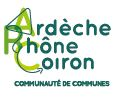 Ardèche
Rhône
Coiron
COMMUNAUTÉ DE COMMUNES